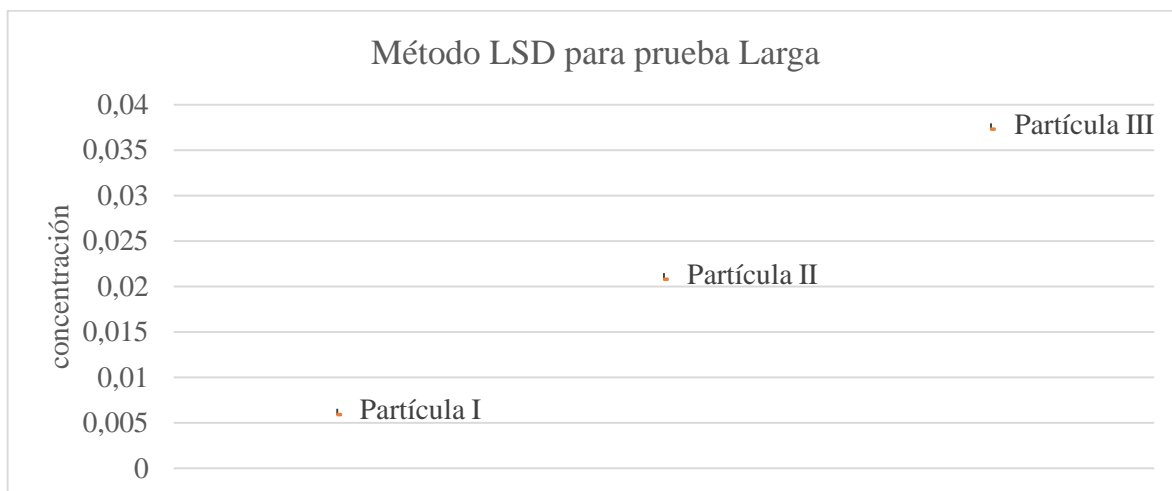 Método LSD para prueba Larga
0,04
0,035
0,03
0,025
0,02
0,015
0,01
0,005
0
concentración
Partícula III
Partícula II
Partícula I